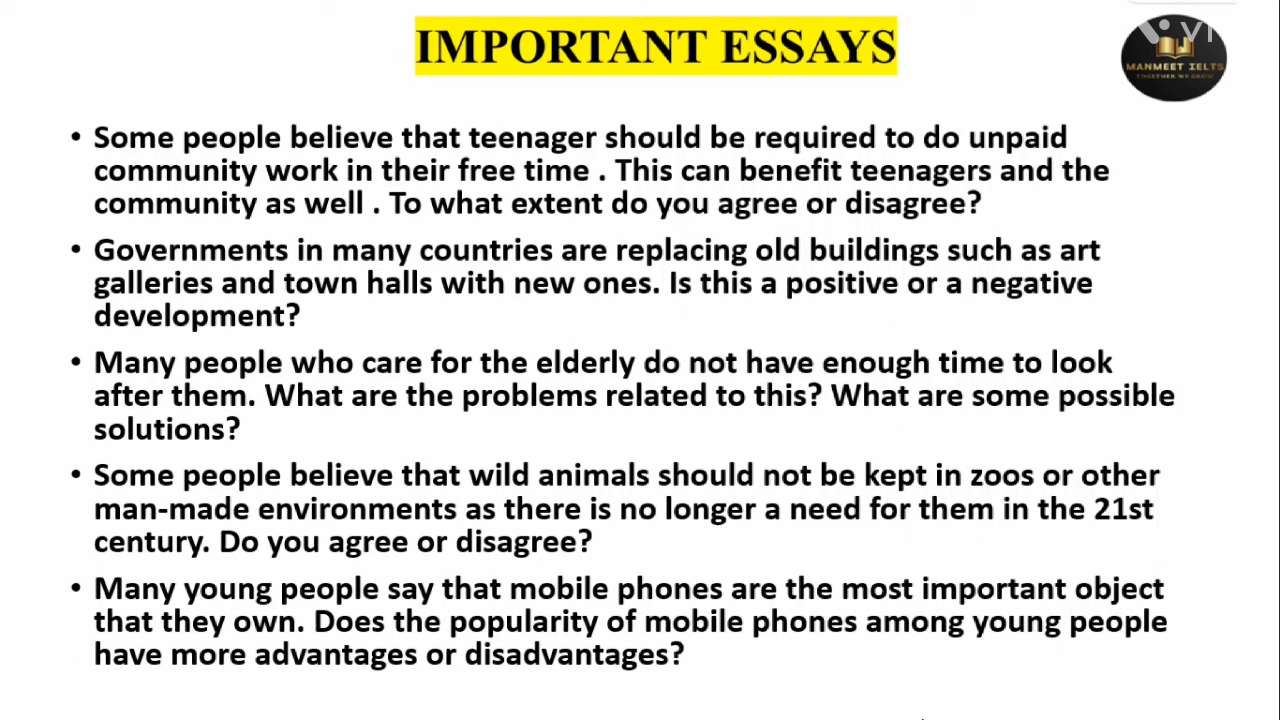 IMPORTANT ESSAYS
MANMEET IELTS
TOGETHER WE GROW
• Some people believe that teenager should be required to do unpaid
community work in their free time . This can benefit teenagers and the
community as well . To what extent do you agree or disagree?
• Governments in many countries are replacing old buildings such as art
galleries and town halls with new ones. Is this a positive or a negative
development?
• Many people who care for the elderly do not have enough time to look
after them. What are the problems related to this? What are some possible
solutions?
• Some people believe that wild animals should not be kept in zoos or other
man-made environments as there is no longer a need for them in the 21st
century. Do you agree or disagree?
• Many young people say that mobile phones are the most important object
that they own. Does the popularity of mobile phones among young people
have more advantages or disadvantages?